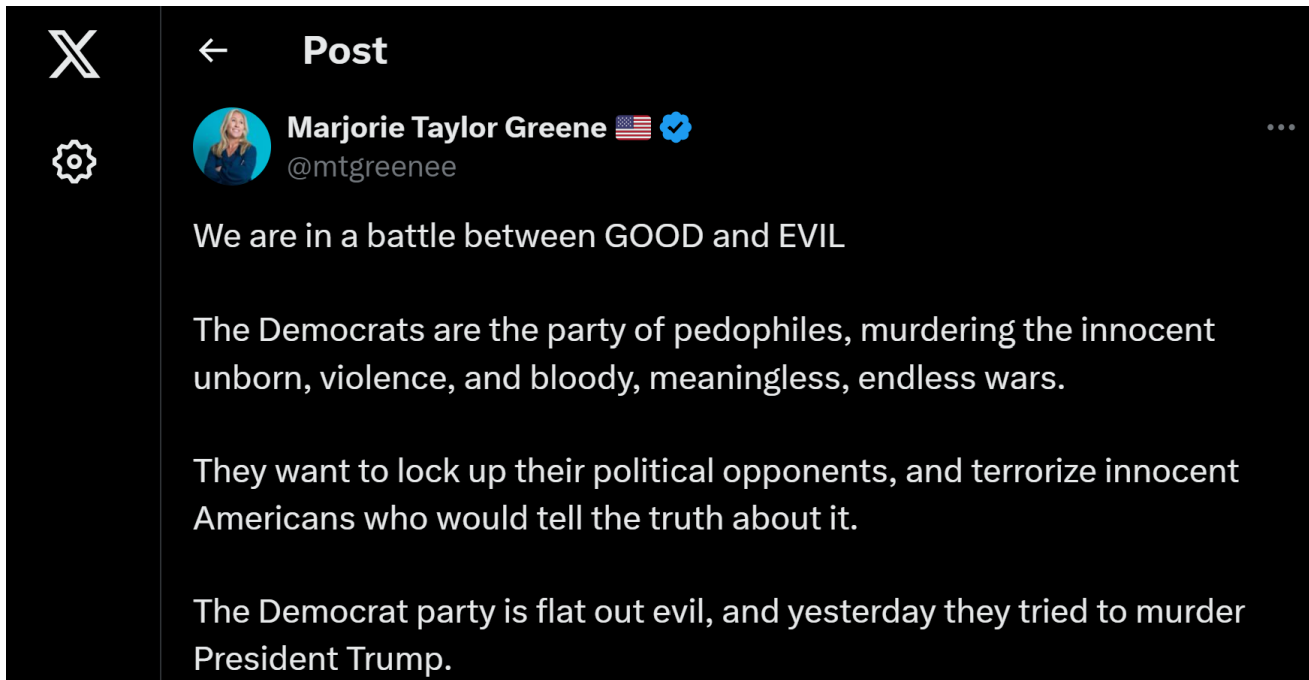 Post
Marjorie Taylor Greene 🇺🇸
@mtgreenee
We are in a battle between GOOD and EVIL
The Democrats are the party of pedophiles, murdering the innocent
unborn, violence, and bloody, meaningless, endless wars.
They want to lock up their political opponents, and terrorize innocent
Americans who would tell the truth about it.
The Democrat party is flat out evil, and yesterday they tried to murder
President Trump.